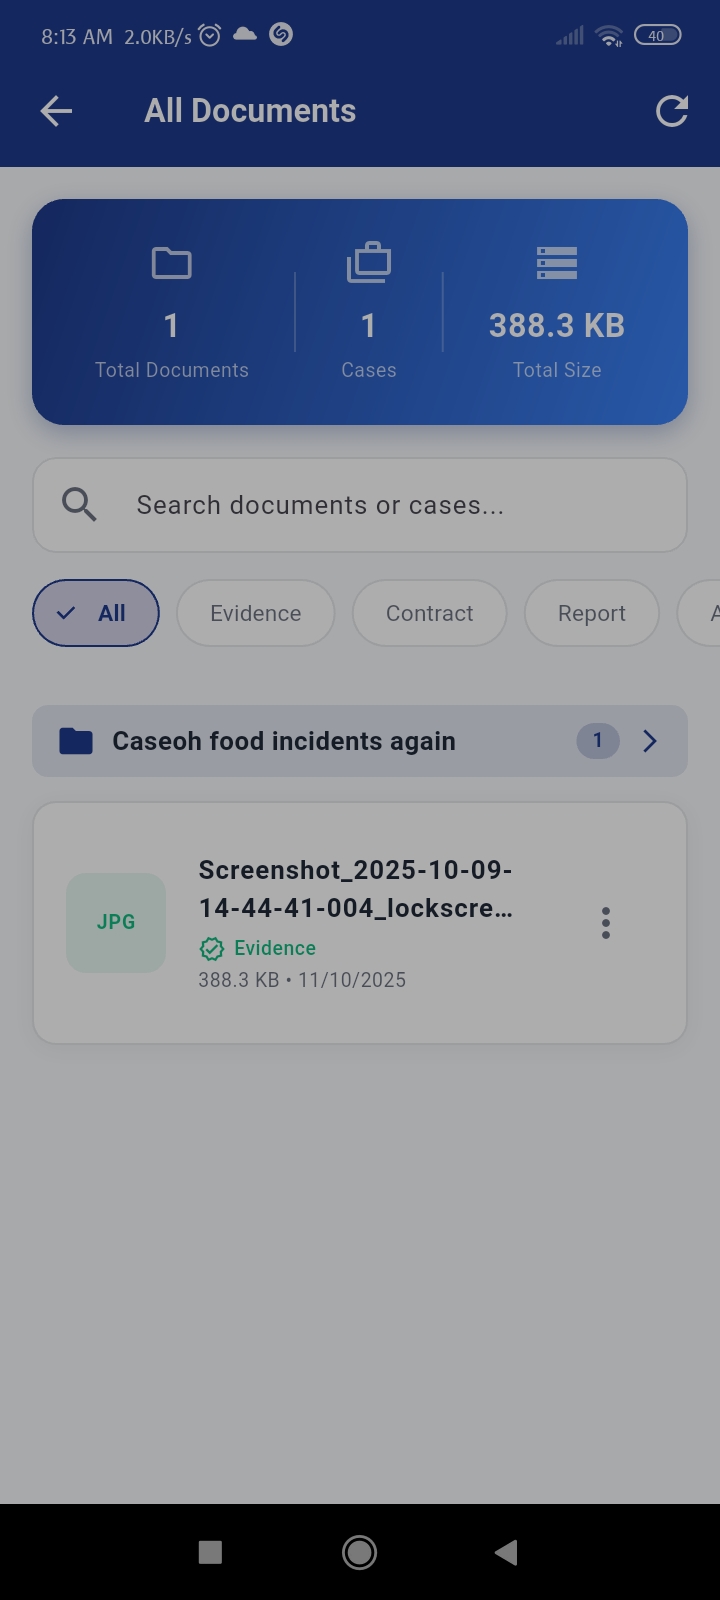 8:13 AM 2.0KB/s 40
All Documents
1 1 388.3 KB
Total Documents Cases Total Size
Search documents or cases...
All Evidence Contract Report A
Caseoh food incidents again 1
Screenshot_2025-10-09-
JPG 14-44-41-004_lockscre…
Evidence
388.3 KB • 11/10/2025